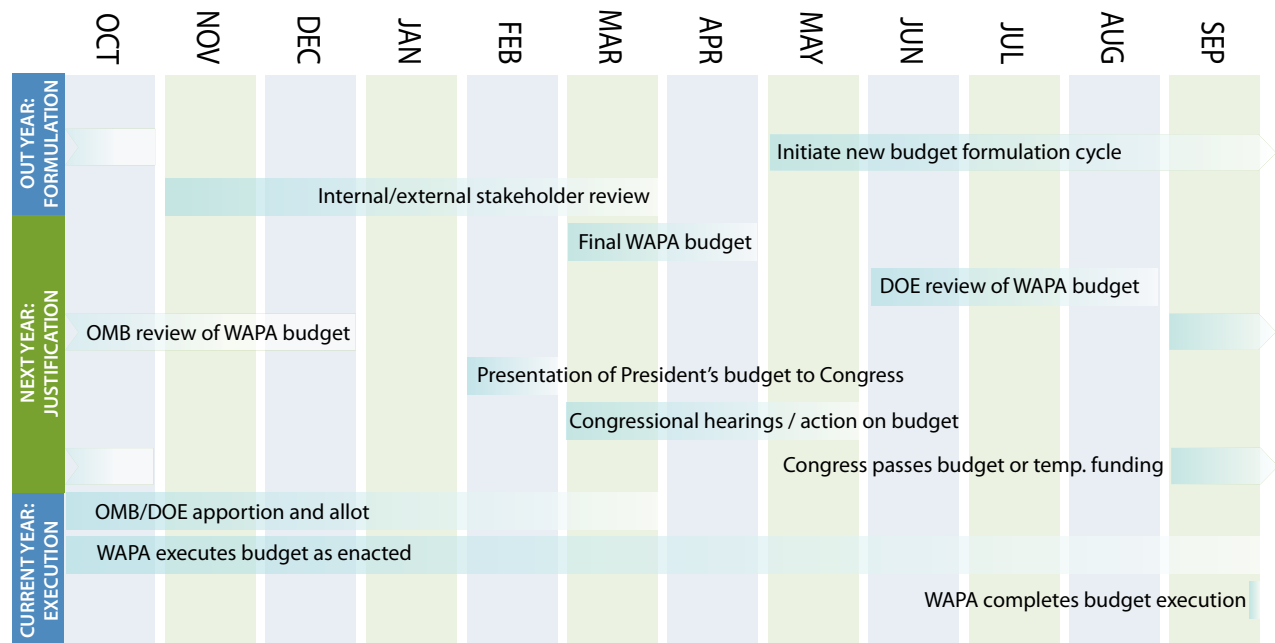 OCT
NOV
DEC
JAN
FEB
MAR
APR
MAY
JUN
JUL
AUG
SEP
OUT YEAR:
FORMULATION
Initiate new budget formulation cycle
Internal/external stakeholder review
NEXT YEAR:
JUSTIFICATION
Final WAPA budget
DOE review of WAPA budget
OMB review of WAPA budget
Presentation of President’s budget to Congress
Congressional hearings / action on budget
Congress passes budget or temp. funding
CURRENT YEAR:
EXECUTION
OMB/DOE apportion and allot
WAPA executes budget as enacted
WAPA completes budget execution